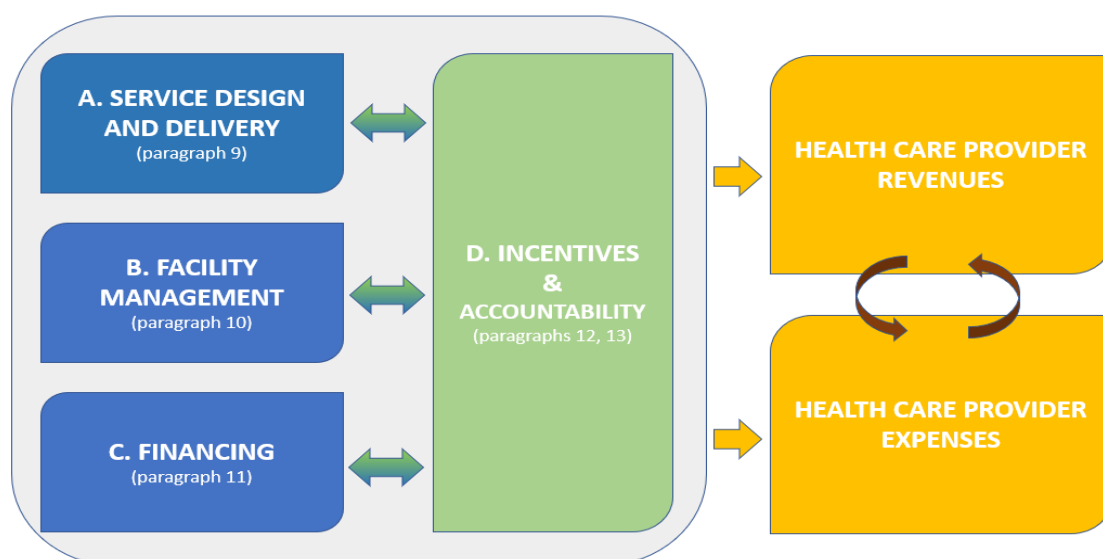 A. SERVICE DESIGN
AND DELIVERY
(paragraph 9)
B. FACILITY
MANAGEMENT
(paragraph 10)
C. FINANCING
(paragraph 11)
D. INCENTIVES
&
ACCOUNTABILITY
(paragraphs 12, 13)
HEALTH CARE PROVIDER
REVENUES
HEALTH CARE PROVIDER
EXPENSES